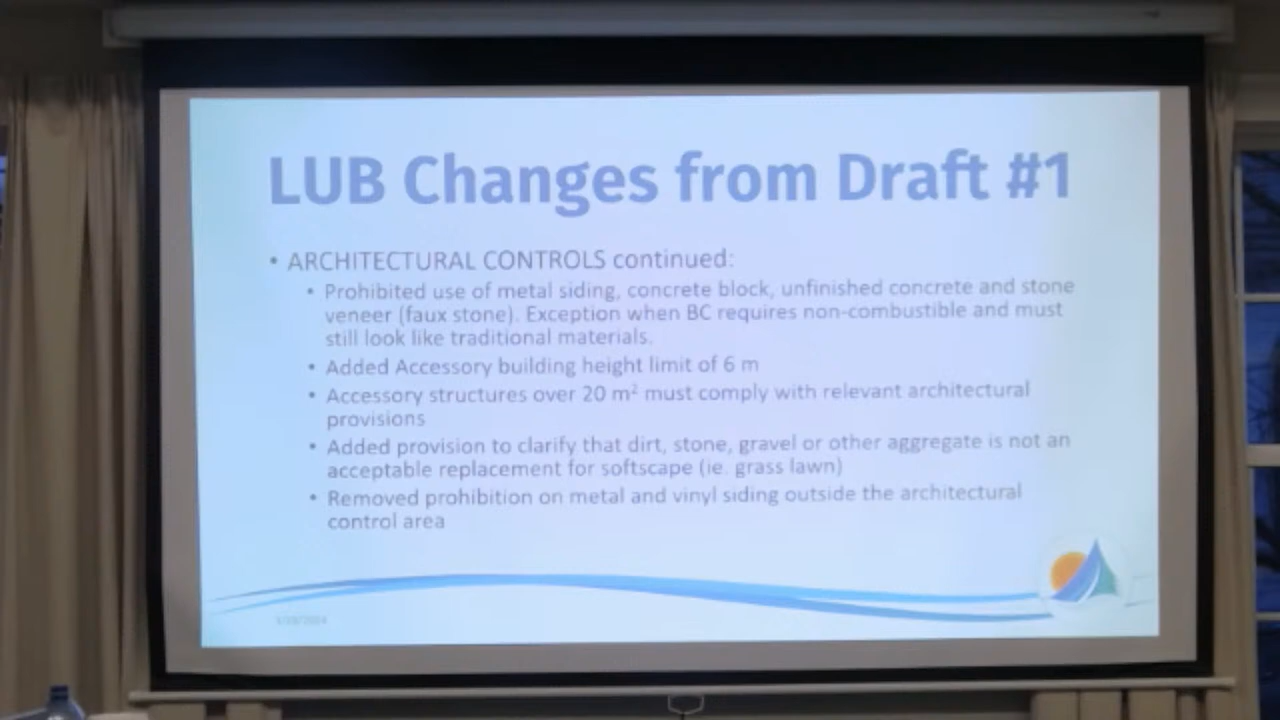 LUB Changes from Draft #1
• ARCHITECTURAL CONTROLS continued:
• Prohibited use of metal siding, concrete block, unfinished concrete and stone
veneer (faux stone). Exception when BC requires non-combustible and must
still look like traditional materials.
• Added Accessory building height limit of 6 m
• Accessory structures over 20 m² must comply with relevant architectural
provisions
• Added provision to clarify that dirt, stone, gravel or other aggregate is not an
acceptable replacement for softscape (ie. grass lawn)
• Removed prohibition on metal and vinyl siding outside the architectural
control area